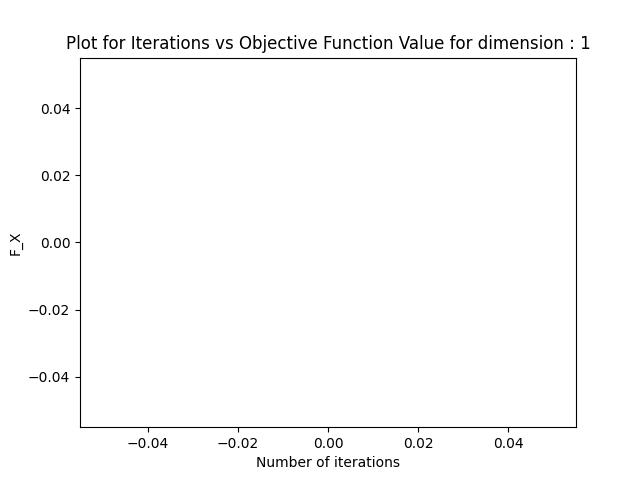 Plot for Iterations vs Objective Function Value for dimension : 1
0.04
0.02
0.00
−0.02
−0.04
F_X
−0.04 −0.02 0.00 0.02 0.04
Number of iterations